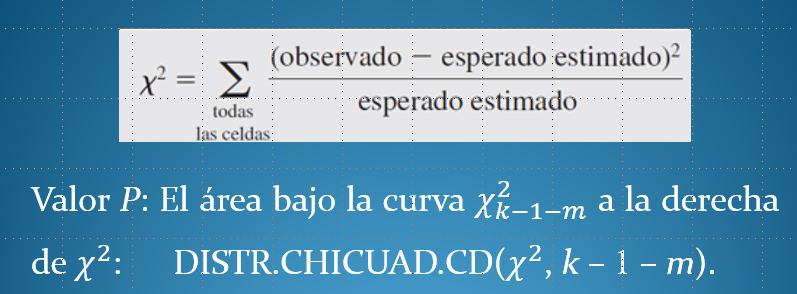 χ² = ∑ (observado − esperado estimado)² / esperado estimado
todas
las celdas
Valor P: El área bajo la curva χ²ₖ₋₁₋ₘ a la derecha
de χ²: DISTR.CHICUAD.CD(χ², k – 1 – m).